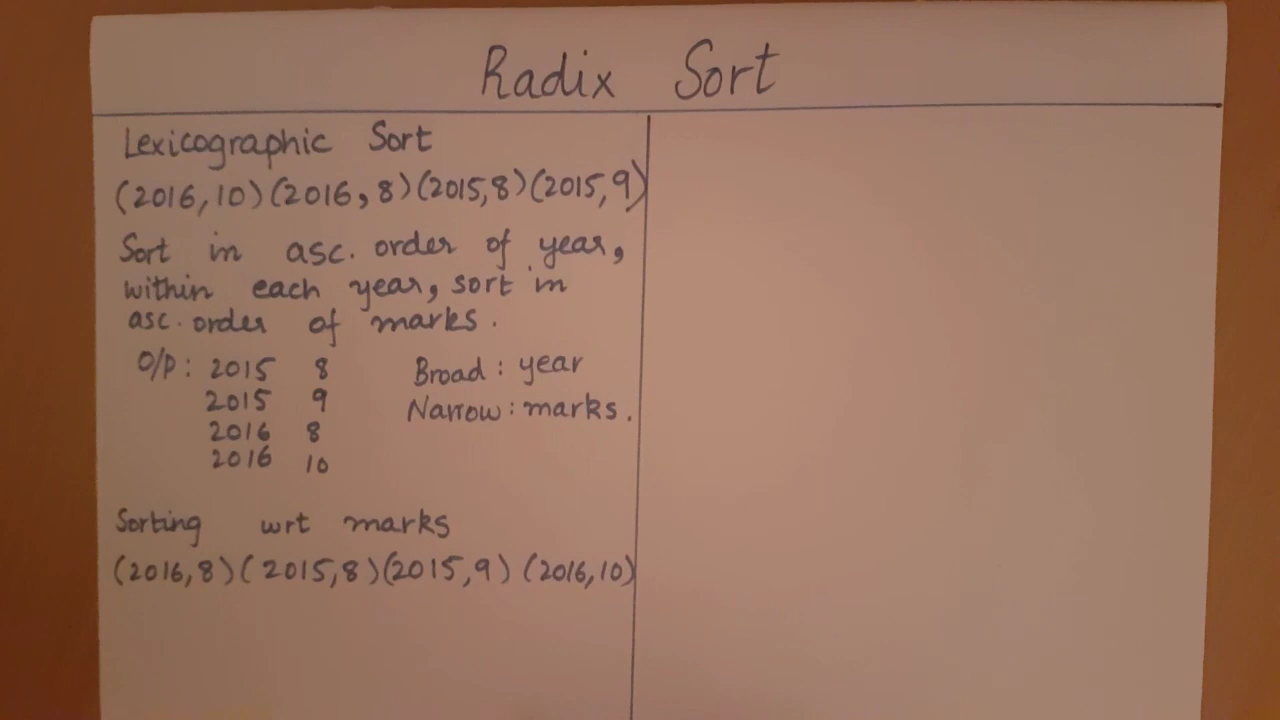 Radix Sort
Lexicographic Sort
(2016,10)(2016,8)(2015,8)(2015,9)
Sort in asc. order of year,
within each year, sort in
asc. order of marks.
O/P: 2015 8
2015 9
2016 8
2016 10
Broad: year
Narrow: marks.
Sorting wrt marks
(2016,8)(2015,8)(2015,9)(2016,10)